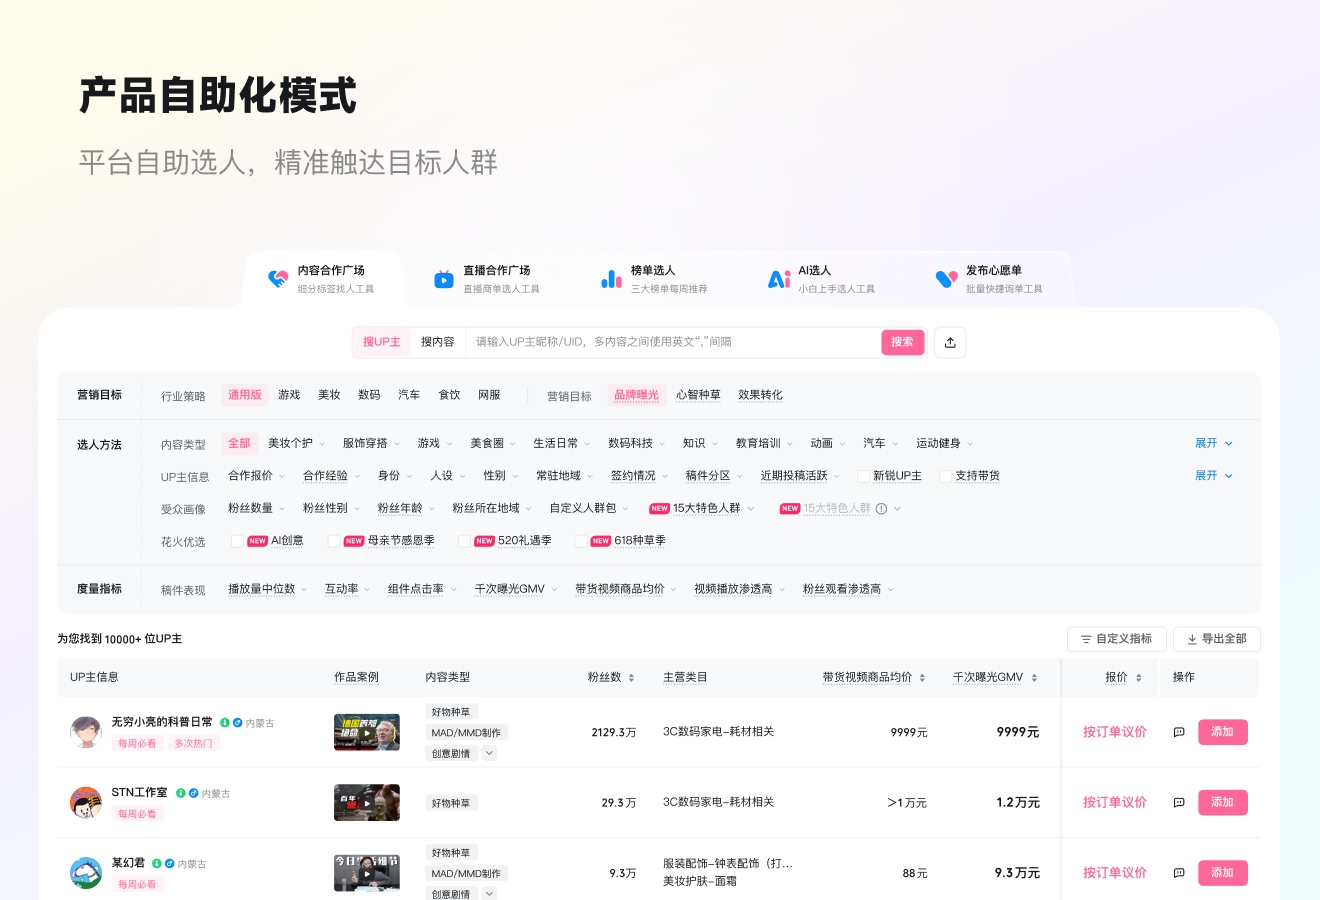 产品自助化模式
平台自助选人，精准触达目标人群
内容合作广场
细分标签找人工具
直播合作广场
直播商单选人工具
榜单选人
三大榜单每周推荐
Ai
AI选人
小白上手选人工具
发布心愿单
批量快捷询单工具
搜UP主 搜内容 请输入UP主昵称/UID，多内容之间使用英文“,”间隔 搜索
营销目标 行业策略 通用版 游戏 美妆 数码 汽车 食饮 网服 营销目标 品牌曝光 心智种草 效果转化
选人方法 内容类型 全部 美妆个护 服饰穿搭 游戏 美食圈 生活日常 数码科技 知识 教育培训 动画 汽车 运动健身 展开
UP主信息 合作报价 合作经验 身份 人设 性别 常驻地域 签约情况 稿件分区 近期投稿活跃 新锐UP主 支持带货 展开
受众画像 粉丝数量 粉丝性别 粉丝年龄 粉丝所在地域 自定义人群包 NEW 15大特色人群 NEW 15大特色人群
花火优选 NEW AI创意 NEW 母亲节感恩季 NEW 520礼遇季 NEW 618种草季
度量指标 稿件表现 播放量中位数 互动率 组件点击率 千次曝光GMV 带货视频商品均价 视频播放渗透高 粉丝观看渗透高
为您找到 10000+ 位UP主 自定义指标 导出全部
UP主信息 作品案例 内容类型 粉丝数 主营类目 带货视频商品均价 千次曝光GMV 报价 操作
无穷小亮的科普日常 内蒙古
每周必看 多次热门
好物种草
MAD/MMD制作
创意剧情
2129.3万 3C数码家电-耗材相关 9999元 9999元 按订单议价 添加
STN工作室 内蒙古
每周必看
百年
好物种草 29.3万 3C数码家电-耗材相关 >1万元 1.2万元 按订单议价 添加
某幻君 内蒙古
每周必看
好物种草
MAD/MMD制作
创意剧情
9.3万
服装配饰-钟表配饰（打...
美妆护肤-面霜
88元 9.3万元 按订单议价 添加